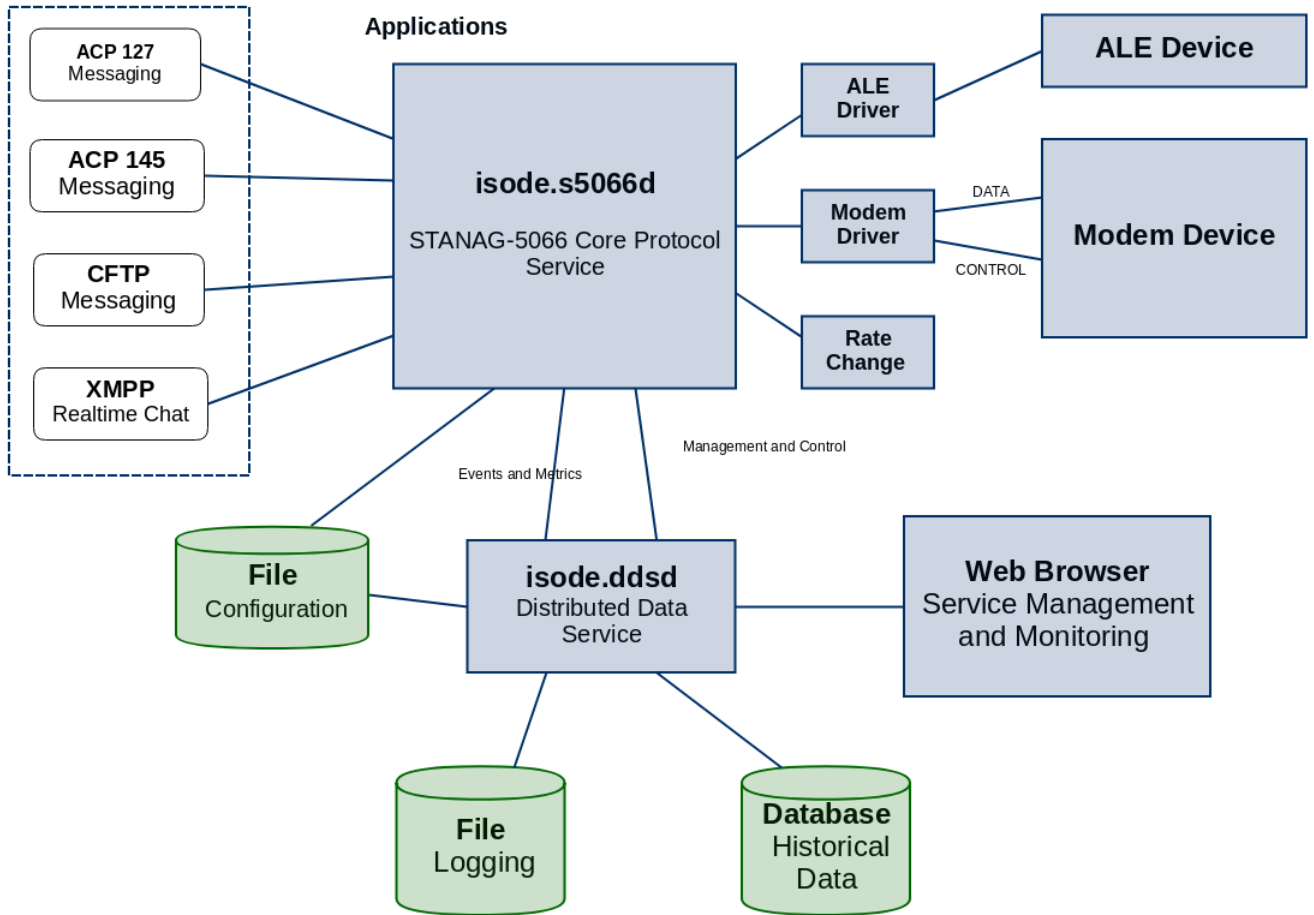 Applications
ACP 127
Messaging
ACP 145
Messaging
CFTP
Messaging
XMPP
Realtime Chat
isode.s5066d
STANAG-5066 Core Protocol
Service
ALE
Driver
ALE Device
Modem
Driver
DATA
CONTROL
Modem Device
Rate
Change
Events and Metrics
Management and Control
File
Configuration
isode.ddsd
Distributed Data
Service
Web Browser
Service Management
and Monitoring
File
Logging
Database
Historical
Data